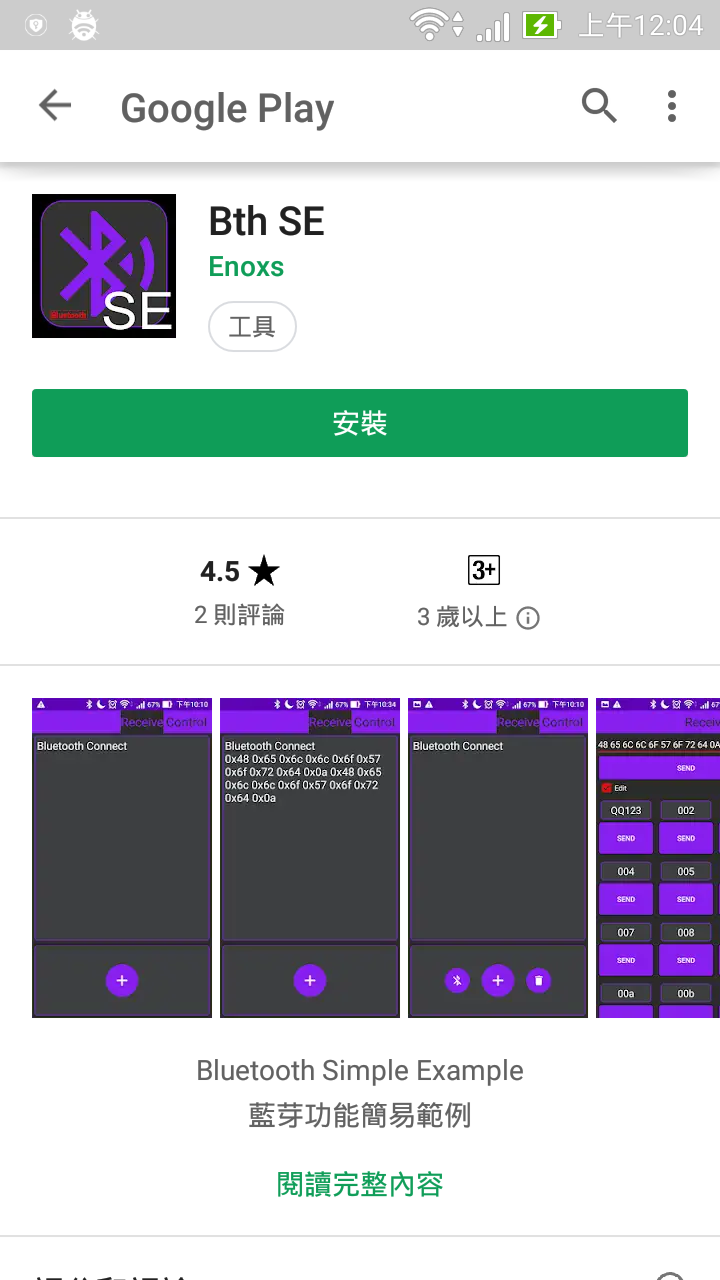 上午12:04
Google Play
Bluetooth
SE
Bth SE
Enoxs
工具
安裝
4.5
3+
2 則評論
3 歲以上
67% 下午10:10
Receive Control
Bluetooth Connect
67% 下午10:34
Receive Control
Bluetooth Connect
0x48 0x65 0x6c 0x6c 0x6f 0x57
0x6f 0x72 0x64 0x0a 0x48 0x65
0x6c 0x6c 0x6f 0x57 0x6f 0x72
0x64 0x0a
67% 下午10:10
Receive Control
Bluetooth Connect
67
Receive
48 65 6C 6C 6F 57 6F 72 64 0A
SEND
Edit
QQ123 002
SEND SEND
004 005
SEND SEND
007 008
SEND SEND
00a 00b
Bluetooth Simple Example
藍芽功能簡易範例
閱讀完整內容